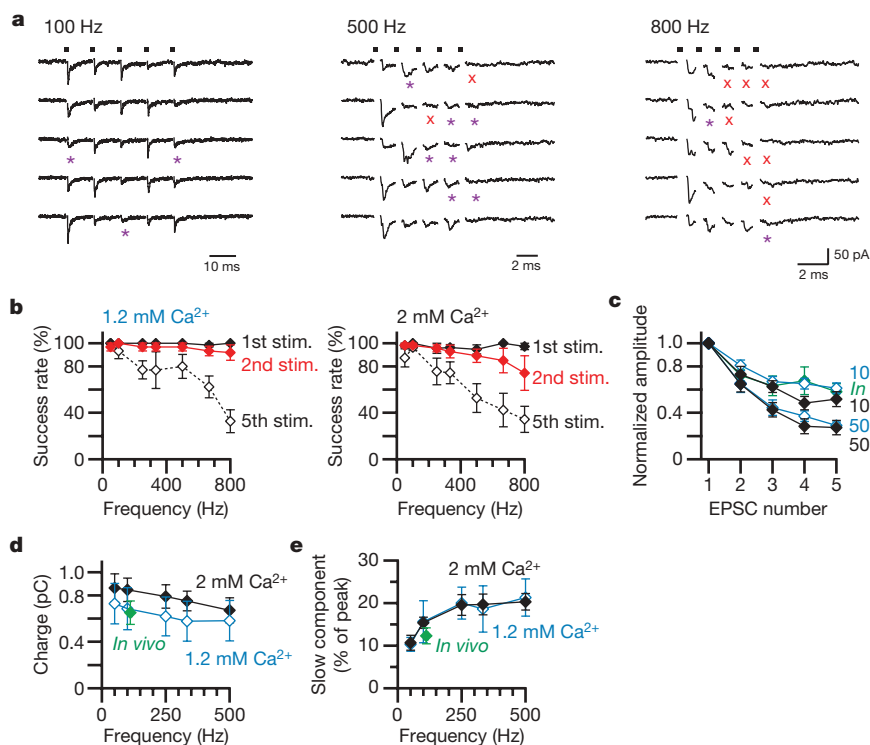 a
100 Hz
500 Hz
800 Hz
*
x
x
x
x
x
*
*
*
x
*
*
*
*
*
x
x
*
*
x
*
*
10 ms
2 ms
50 pA
2 ms
b
1.2 mM Ca²⁺
2 mM Ca²⁺
c
Success rate (%)
100
80
40
0
0
400
800
Frequency (Hz)
1st stim.
2nd stim.
5th stim.
Success rate (%)
100
80
40
0
0
400
800
Frequency (Hz)
1st stim.
2nd stim.
5th stim.
Normalized amplitude
1.0
0.8
0.4
0
1
2
3
4
5
EPSC number
10
In
10
50
50
d
Charge (pC)
1.0
0.8
0.4
0
0
250
500
Frequency (Hz)
2 mM Ca²⁺
In vivo
1.2 mM Ca²⁺
e
Slow component
(% of peak)
30
20
10
0
0
250
500
Frequency (Hz)
2 mM Ca²⁺
1.2 mM Ca²⁺
In vivo